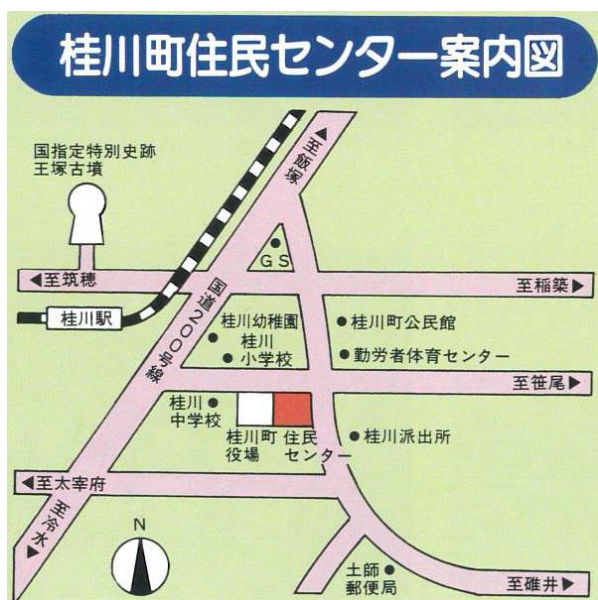 桂川町住民センター案内図
国指定特別史跡
王塚古墳
▲至飯塚
GS
◀至筑穂
国道200号線
至稲築▶
桂川駅
桂川幼稚園
桂川
小学校
桂川町公民館
勤労者体育センター
至笹尾▶
桂川
中学校
桂川町
役場
住民
センター
桂川派出所
◀至太宰府
至冷水▶
N
土師
郵便局
至碓井▶